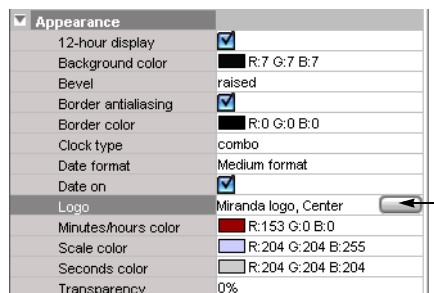 Appearance
12-hour display
Background color R:7 G:7 B:7
Bevel raised
Border antialiasing
Border color R:0 G:0 B:0
Clock type combo
Date format Medium format
Date on
Logo Miranda logo, Center
Minutes/hours color R:153 G:0 B:0
Scale color R:204 G:204 B:255
Seconds color R:204 G:204 B:204
Transparency 0%